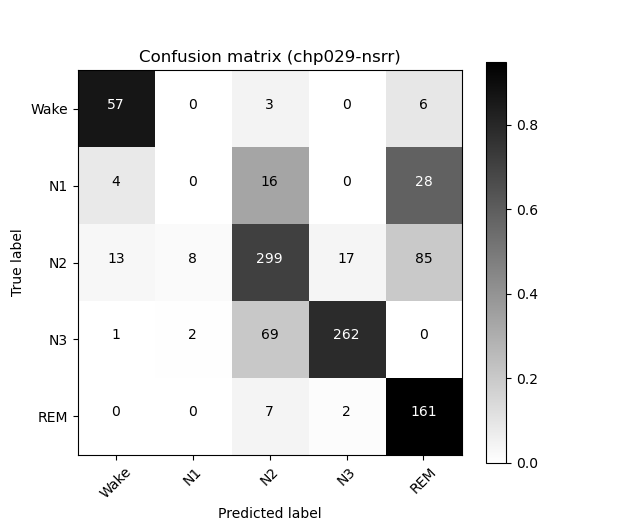 Confusion matrix (chp029-nsrr)
Wake 57 0 3 0 6
N1 4 0 16 0 28
N2 13 8 299 17 85
N3 1 2 69 262 0
REM 0 0 7 2 161
Wake N1 N2 N3 REM
Predicted label
True label
0.8
0.6
0.4
0.2
0.0